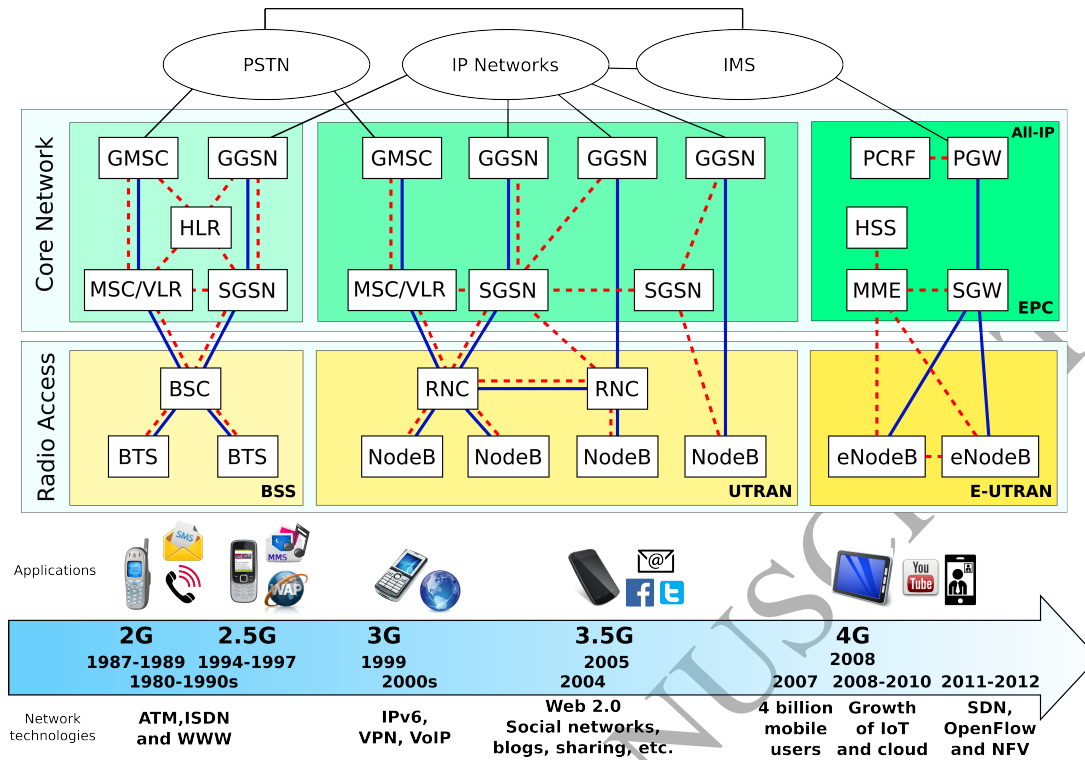 PSTN
IP Networks
IMS
Core Network
All-IP
GMSC
GGSN
GMSC
GGSN
GGSN
GGSN
PCRF
PGW
HLR
HSS
MSC/VLR
SGSN
MSC/VLR
SGSN
SGSN
MME
SGW
EPC
Radio Access
BSC
RNC
RNC
BTS
BTS
NodeB
NodeB
NodeB
NodeB
eNodeB
eNodeB
BSS
UTRAN
E-UTRAN
Applications
SMS
MMS
WAP
@
f
t
You
Tube
2G
2.5G
3G
3.5G
4G
1987-1989
1994-1997
1999
2005
2008
1980-1990s
2000s
2004
2007
2008-2010
2011-2012
Network
technologies
ATM,ISDN
and WWW
IPv6,
VPN, VoIP
Web 2.0
Social networks,
blogs, sharing, etc.
4 billion
mobile
users
Growth
of IoT
and cloud
SDN,
OpenFlow
and NFV